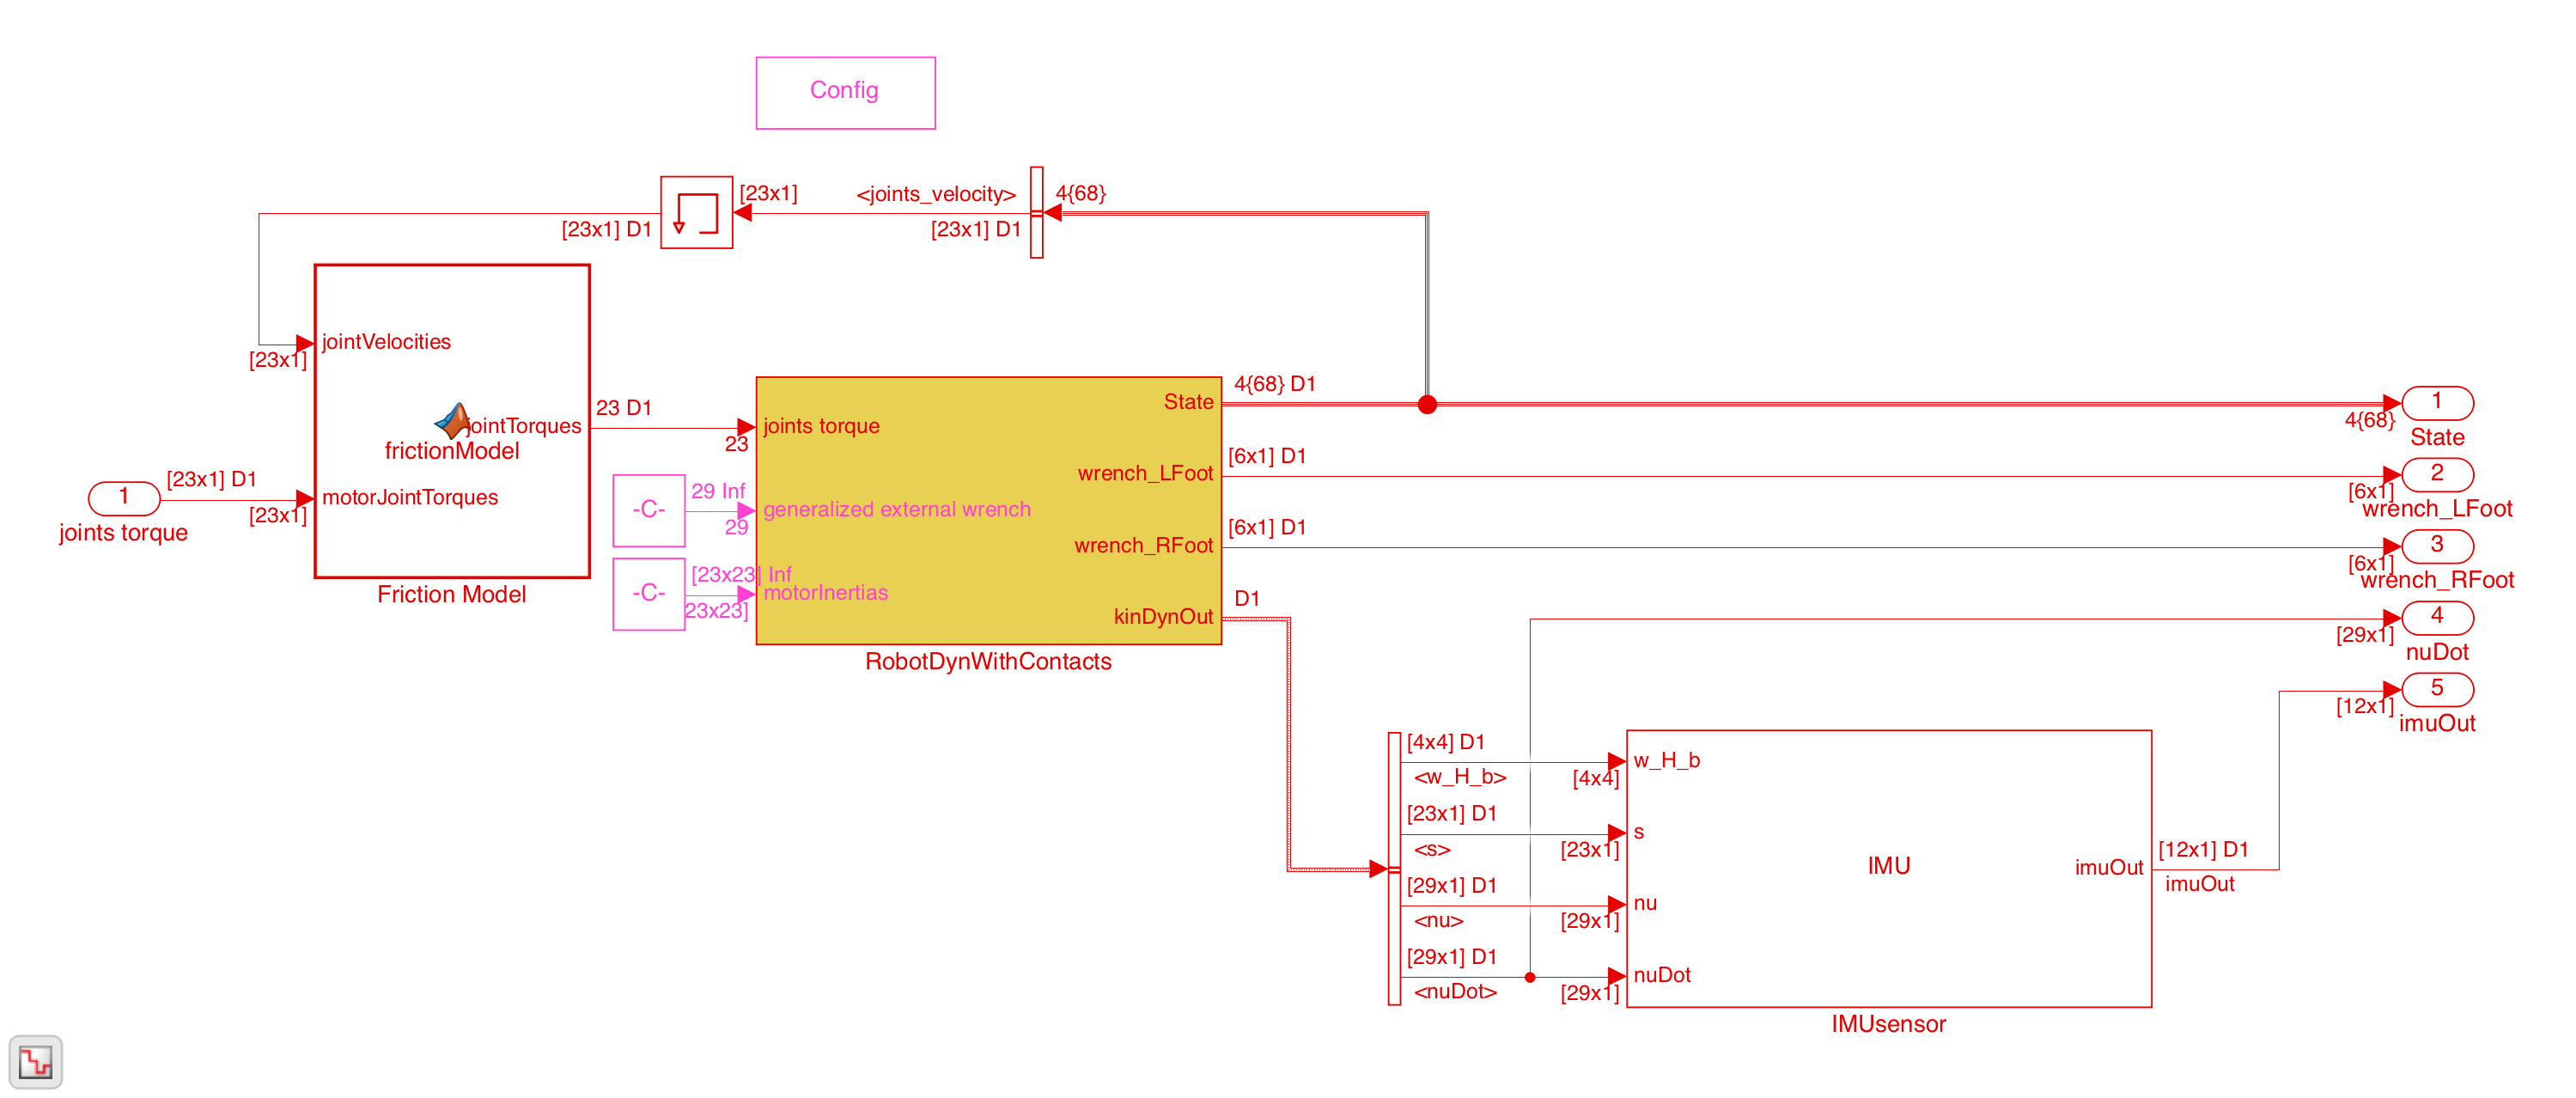 Config
[23x1]
<joints_velocity>
4{68}
[23x1] D1
[23x1] D1
jointVelocities
[23x1]
jointTorques
frictionModel
motorJointTorques
[23x1] D1
[23x1]
1
joints torque
Friction Model
23 D1
23
joints torque
-C-
29 Inf
29
generalized external wrench
-C-
[23x23] Inf
23x23]
motorInertias
State
wrench_LFoot
wrench_RFoot
kinDynOut
RobotDynWithContacts
4{68} D1
[6x1] D1
[6x1] D1
D1
1
4{68}
State
2
[6x1]
wrench_LFoot
3
[6x1]
wrench_RFoot
4
[29x1]
nuDot
5
[12x1]
imuOut
[4x4] D1
<w_H_b>
[4x4]
w_H_b
[23x1] D1
<s>
[23x1]
s
[29x1] D1
<nu>
[29x1]
nu
[29x1] D1
<nuDot>
[29x1]
nuDot
IMU
imuOut
[12x1] D1
imuOut
IMUsensor